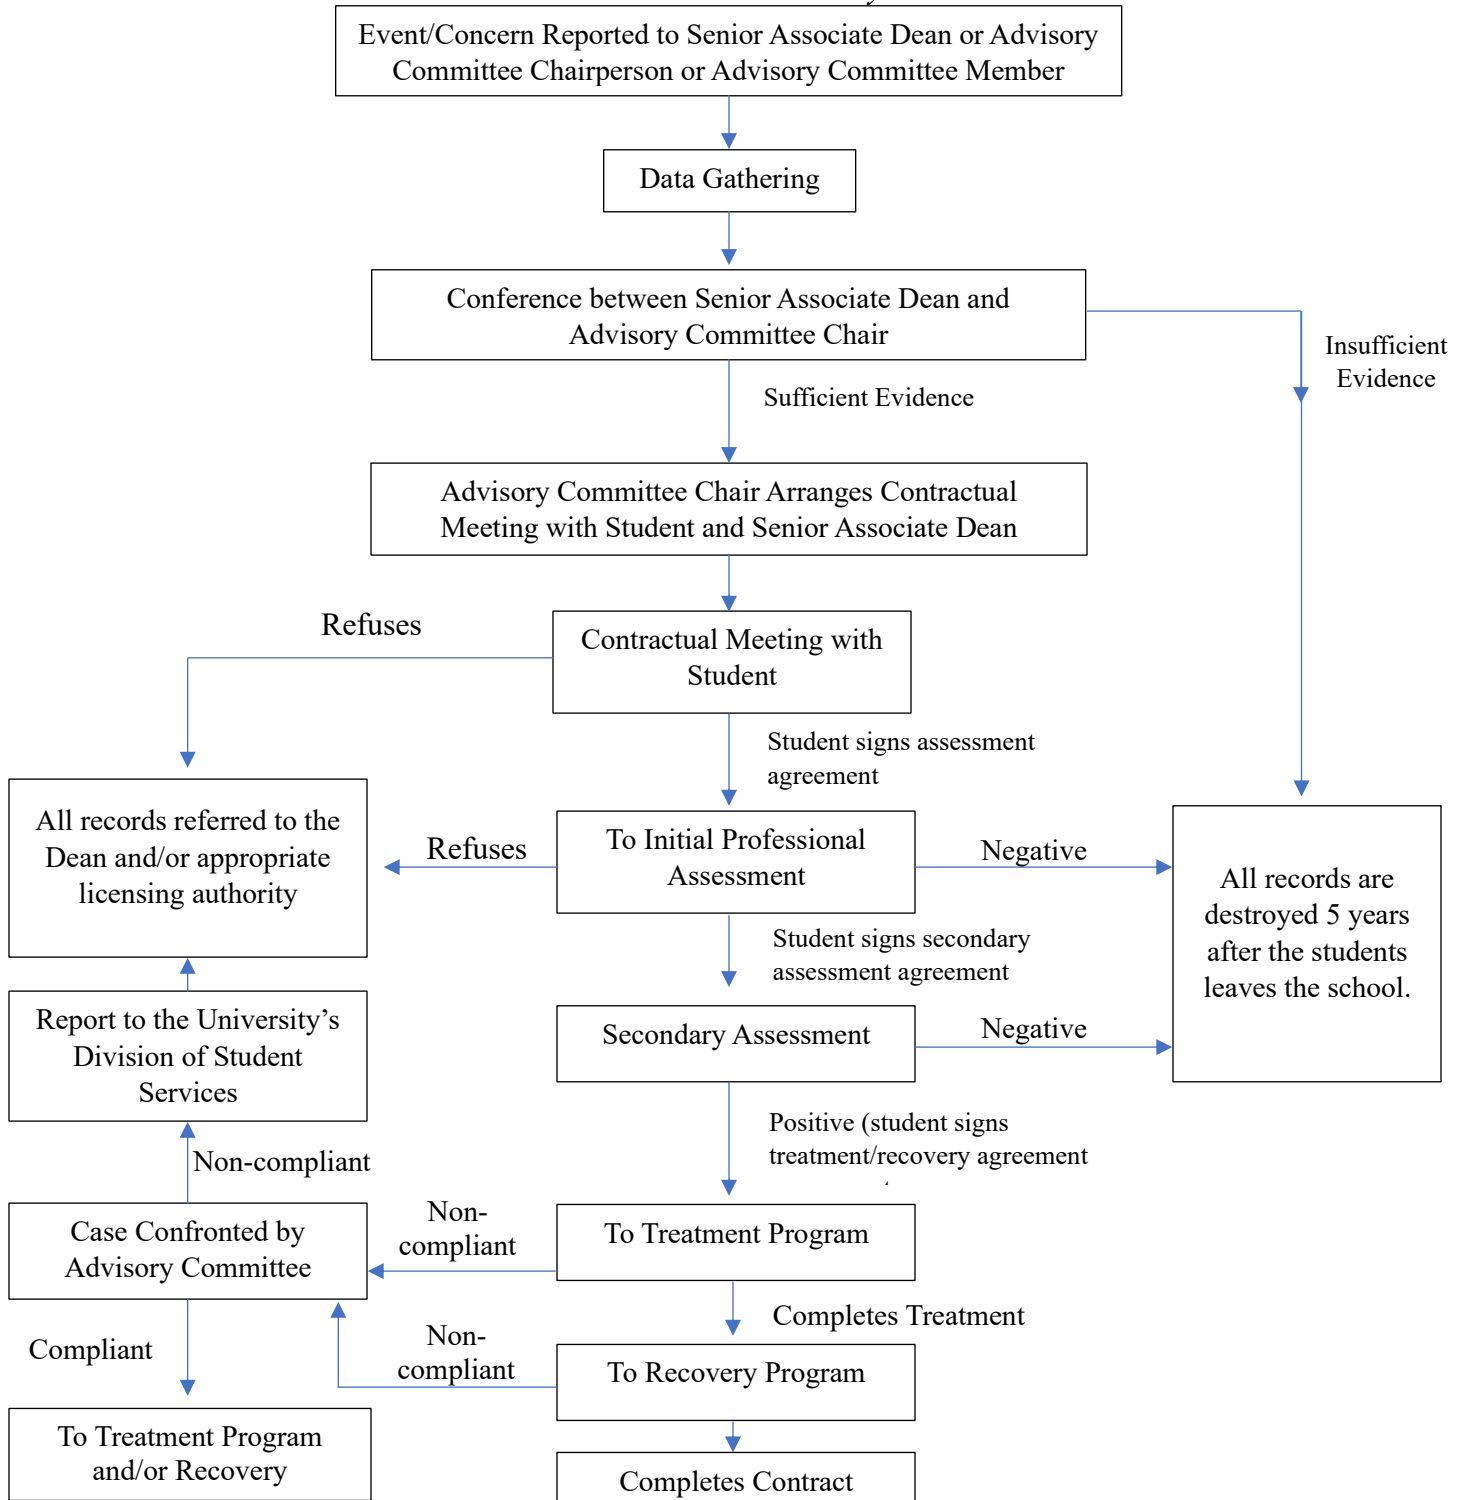 Event/Concern Reported to Senior Associate Dean or Advisory
Committee Chairperson or Advisory Committee Member
Data Gathering
Conference between Senior Associate Dean and
Advisory Committee Chair
Insufficient
Evidence
Sufficient Evidence
Advisory Committee Chair Arranges Contractual
Meeting with Student and Senior Associate Dean
Refuses
Contractual Meeting with
Student
Student signs assessment
agreement
All records referred to the
Dean and/or appropriate
licensing authority
Refuses
To Initial Professional
Assessment
Negative
All records are
destroyed 5 years
after the students
leaves the school.
Student signs secondary
assessment agreement
Report to the University’s
Division of Student
Services
Secondary Assessment
Negative
Positive (student signs
treatment/recovery agreement
Non-compliant
Case Confronted by
Advisory Committee
Non-
compliant
To Treatment Program
Completes Treatment
Compliant
Non-
compliant
To Recovery Program
To Treatment Program
and/or Recovery
Completes Contract